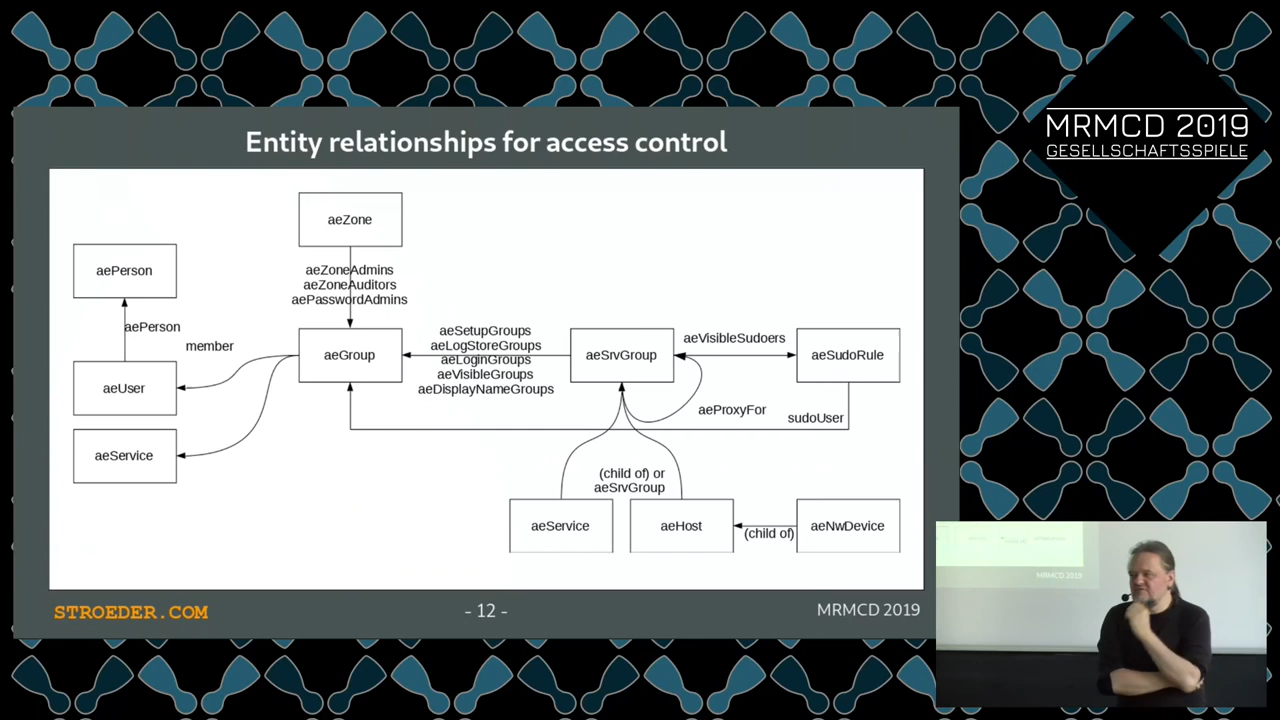 MRMCD 2019
GESELLSCHAFTSSPIELE
Entity relationships for access control
aeZone
aePerson
aeZoneAdmins
aeZoneAuditors
aePasswordAdmins
aePerson
member
aeGroup
aeSetupGroups
aeLogStoreGroups
aeLoginGroups
aeVisibleGroups
aeDisplayNameGroups
aeSrvGroup
aeVisibleSudoers
aeSudoRule
aeUser
aeProxyFor
sudoUser
aeService
(child of) or
aeSrvGroup
aeService
aeHost
(child of)
aeNwDevice
STROEDER.COM
- 12 -
MRMCD 2019
MRMCD 2019